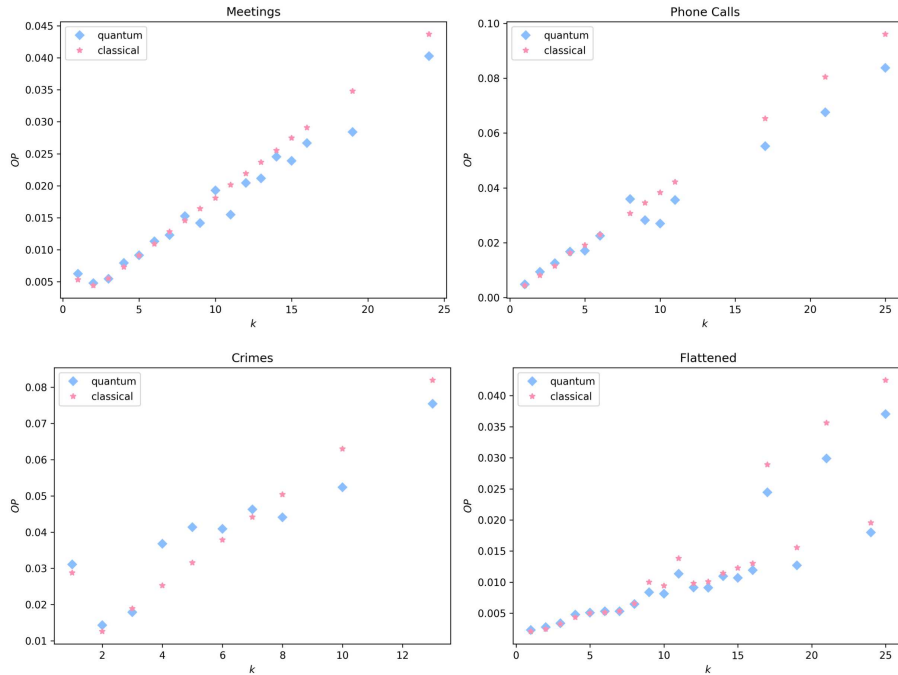 Meetings
quantum
classical
0.045
0.040
0.035
0.030
0.025
0.020
0.015
0.010
0.005
OP
0 5 10 15 20 25
k
Phone Calls
quantum
classical
0.10
0.08
0.06
0.04
0.02
0.00
OP
0 5 10 15 20 25
k
Crimes
quantum
classical
0.08
0.07
0.06
0.05
0.04
0.03
0.02
0.01
OP
2 4 6 8 10 12
k
Flattened
quantum
classical
0.040
0.035
0.030
0.025
0.020
0.015
0.010
0.005
OP
0 5 10 15 20 25
k